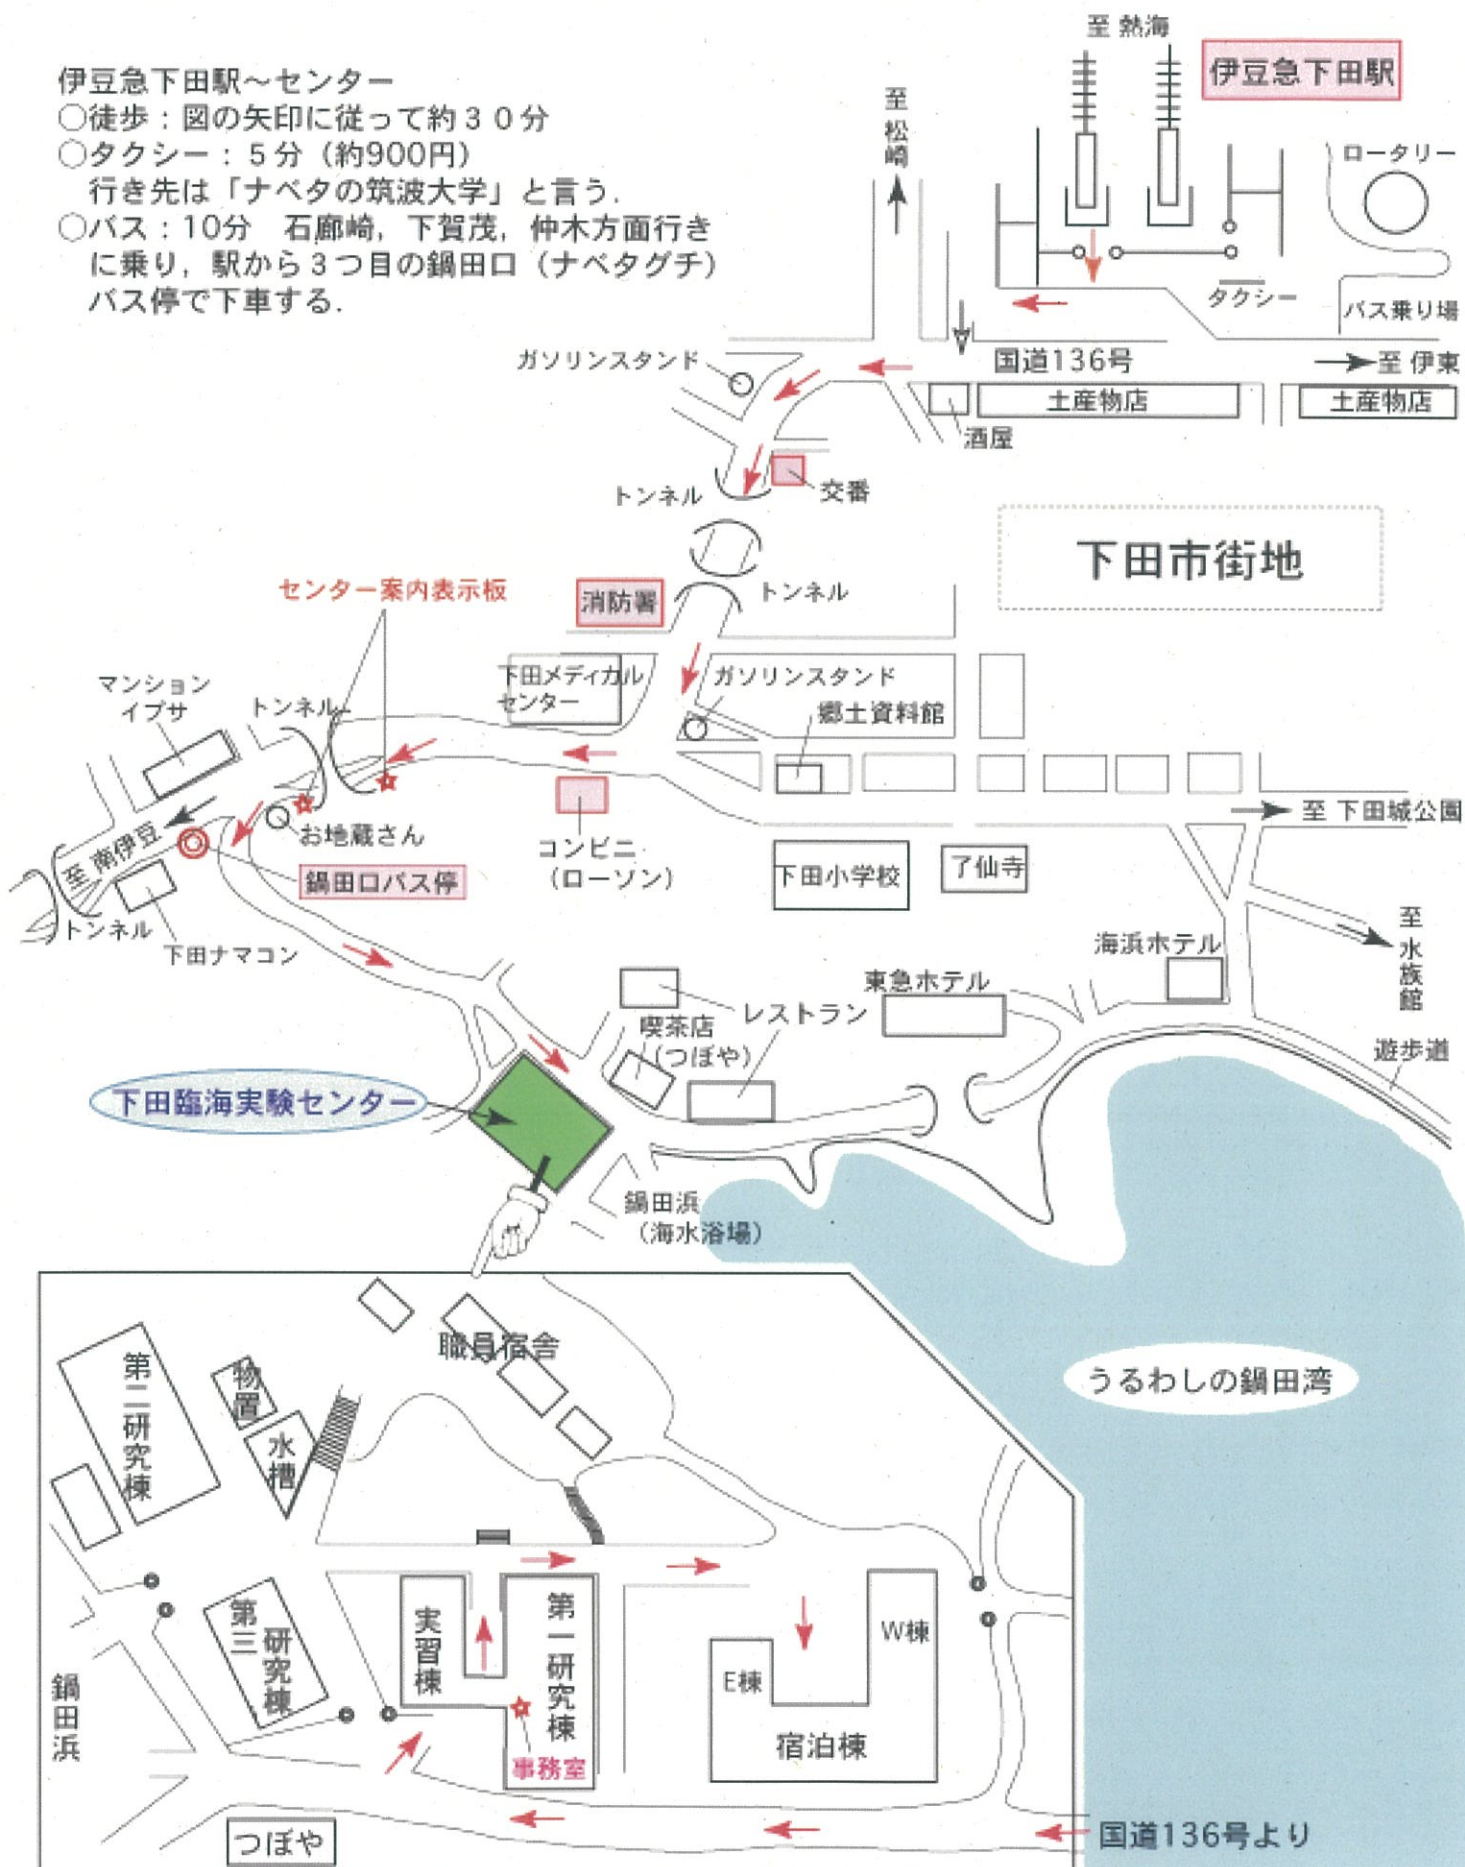 伊豆急下田駅～センター
○徒歩：図の矢印に従って約３０分
○タクシー：５分（約900円）
行き先は「ナベタの筑波大学」と言う.
○バス：10分　石廊崎，下賀茂，仲木方面行き
に乗り，駅から３つ目の鍋田口（ナベタグチ）
バス停で下車する.
至 熱海
伊豆急下田駅
至 松崎
ロータリー
タクシー
バス乗り場
ガソリンスタンド
国道136号
至 伊東
土産物店
土産物店
酒屋
トンネル
交番
下田市街地
センター案内表示板
消防署
トンネル
マンション
イプサ
トンネル
下田メディカル
センター
ガソリンスタンド
郷土資料館
至 南伊豆
お地蔵さん
コンビニ
（ローソン）
至 下田城公園
鍋田口バス停
下田小学校
了仙寺
トンネル
下田ナマコン
至 水族館
海浜ホテル
東急ホテル
レストラン
喫茶店
（つぼや）
遊歩道
下田臨海実験センター
鍋田浜
（海水浴場）
職員宿舎
うるわしの鍋田湾
第二研究棟
物置
水槽
第三
研究棟
実習棟
第一研究棟
W棟
E棟
宿泊棟
鍋田浜
事務室
つぼや
国道136号より